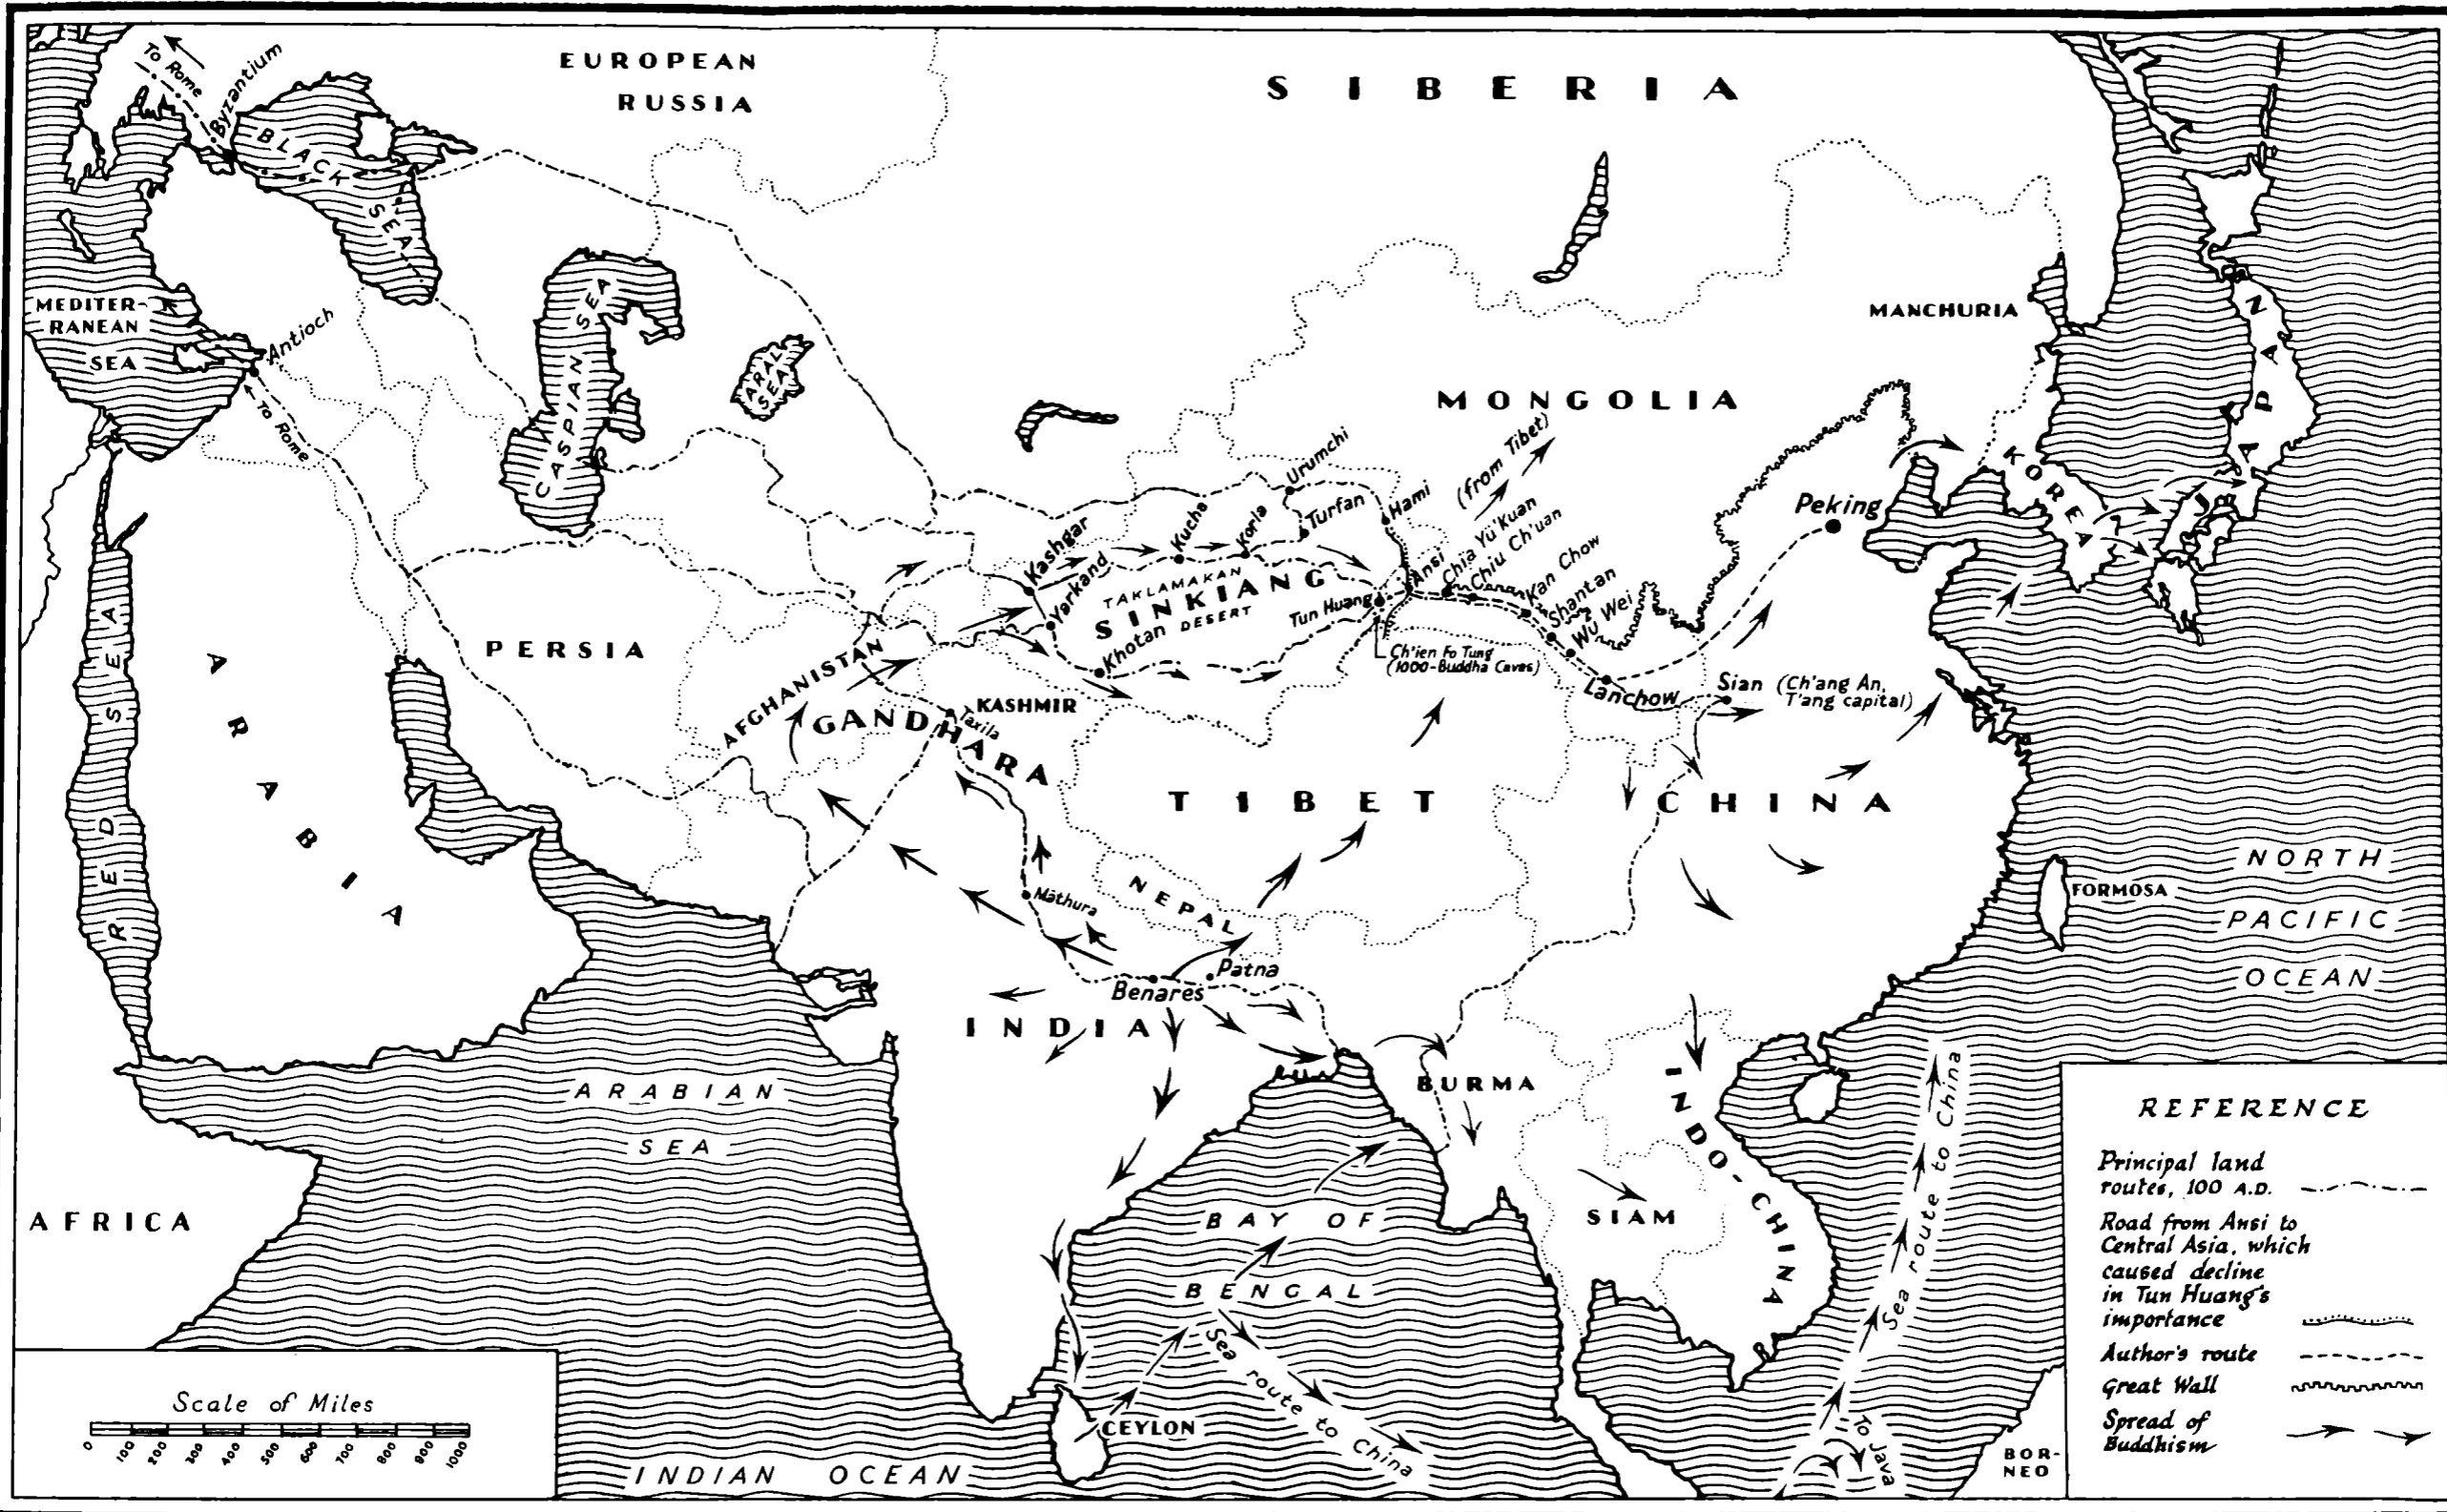 To Rome
Byzantium
EUROPEAN
RUSSIA
SIBERIA
BLACK
SEA
MEDITER-
RANEAN
SEA
Antioch
To Rome
CASPIAN SEA
ARAL
SEA
MANCHURIA
MONGOLIA
(from Tibet)
Urumchi
Turfan
Hami
Kashgar
Kucha
Korla
Yarkand
TAKLAMAKAN
SINKIANG
DESERT
Khotan
Tun Huang
Ansi
Chia Yü'Kuan
Chiu Ch'uan
Kan Chow
Shantan
Wu Wei
Ch'ien Fo Tung
(1000-Buddha Caves)
Lanchow
Sian (Ch'ang An,
T'ang capital)
Peking
KOREA
JAPAN
PERSIA
AFGHANISTAN
GANDHARA
KASHMIR
Taxila
ARABIA
RED SEA
TIBET
CHINA
NEPAL
Mathura
Benares
Patna
INDIA
BURMA
INDO-CHINA
SIAM
FORMOSA
NORTH
PACIFIC
OCEAN
ARABIAN
SEA
AFRICA
BAY OF
BENGAL
Sea route to China
Sea route to China
To Java
CEYLON
INDIAN OCEAN
BOR-
NEO
Scale of Miles
0 100 200 300 400 500 600 700 800 900 1000
REFERENCE
Principal land
routes, 100 A.D.
Road from Ansi to
Central Asia, which
caused decline
in Tun Huang's
importance
Author's route
Great Wall
Spread of
Buddhism